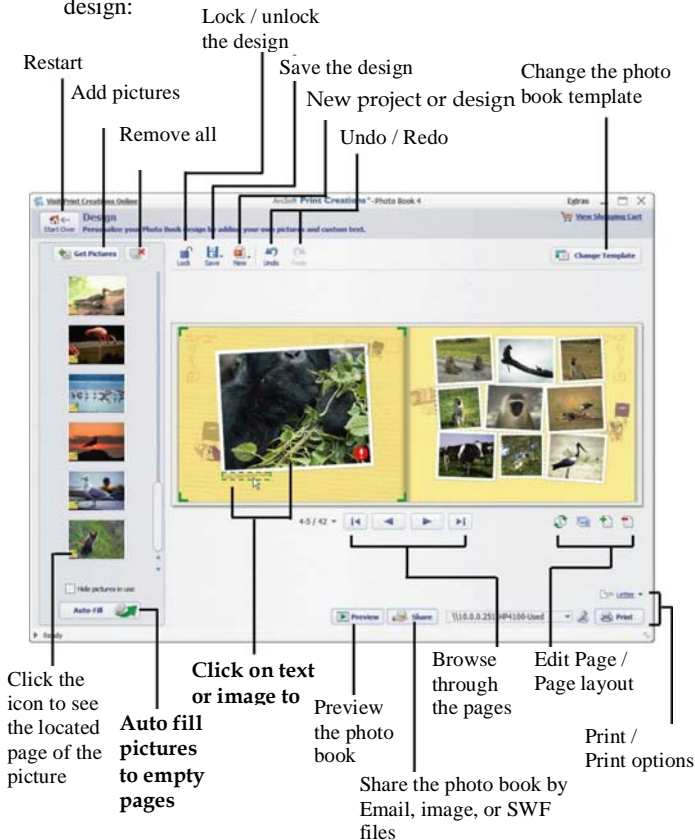 design:
Lock / unlock
the design
Restart
Save the design
Change the photo
book template
Add pictures
New project or design
Remove all
Undo / Redo
Visit Print Creations Online
ArcSoft Print Creations™-Photo Book 4
Extras
Start Over
Design
Personalize your Photo Book design by adding your own pictures and custom text.
View Shopping Cart
Get Pictures
Lock
Save
New
Undo
Redo
Change Template
4-5 / 42
Hide pictures in use
Letter
Auto-Fill
Preview
Share
\\10.0.0.25\HP4100-Used
Print
Ready
Click the
icon to see
the located
page of the
picture
Auto fill
pictures
to empty
pages
Click on text
or image to
Preview
the photo
book
Browse
through
the pages
Edit Page /
Page layout
Print /
Print options
Share the photo book by
Email, image, or SWF
files